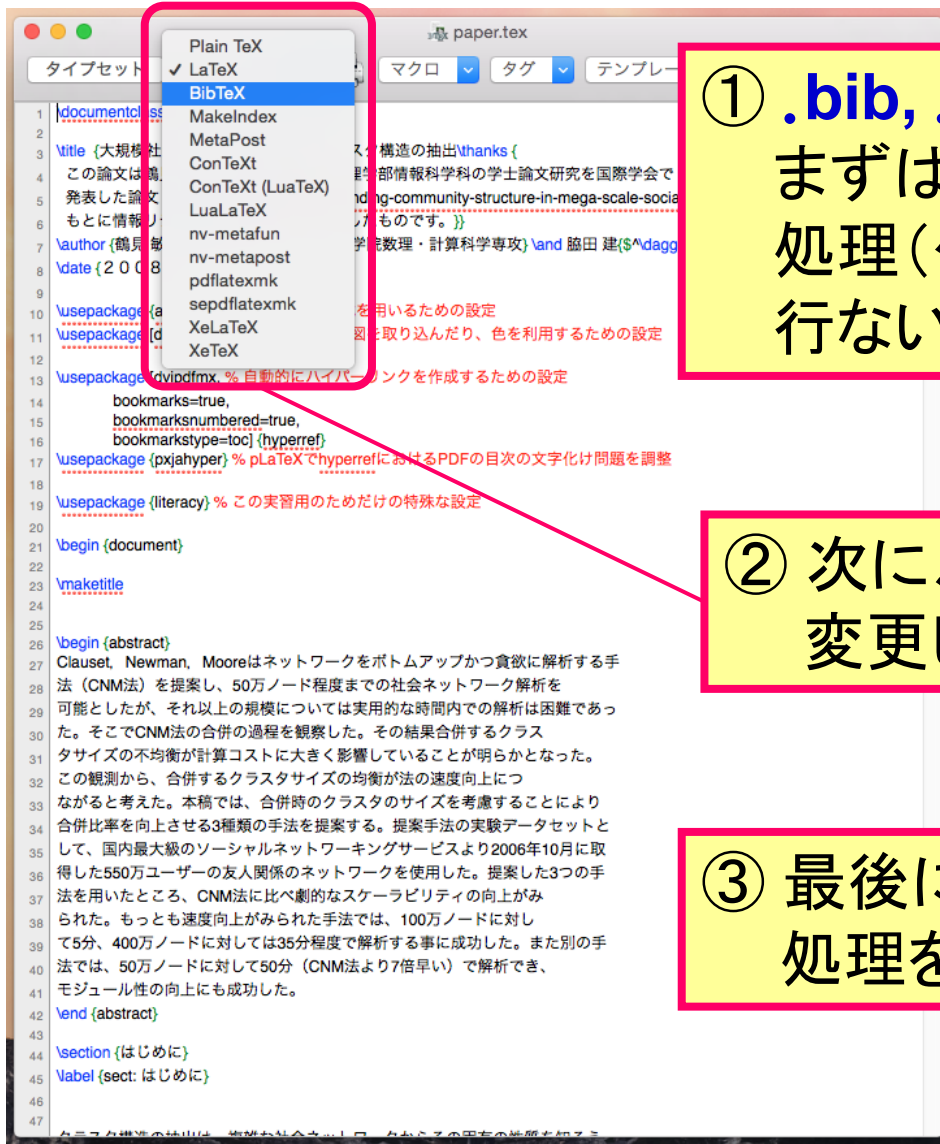 paper.tex
タイプセット
マクロ
タグ
テンプレー
Plain TeX
✓ LaTeX
BibTeX
MakeIndex
MetaPost
ConTeXt
ConTeXt (LuaTeX)
LuaLaTeX
nv-metafun
nv-metapost
pdflatexmk
sepdflatexmk
XeLaTeX
XeTeX
① .bib, .
まずは
処理(
行ない
② 次に
変更し
③ 最後に
処理を
1 \documentclass
2
3 \title {大規模社 スタ構造の抽出\thanks {
4 この論文は鶴 理学部情報科学科の学士論文研究を国際学会で
5 発表した論文 nding-community-structure-in-mega-scale-socia
6 もとに情報リ したものです。}}
7 \author {鶴見 敏 学院数理・計算科学専攻} \and 脇田 建{$^\dagg
8 \date {２００８
9
10 \usepackage {a を用いるための設定
11 \usepackage [d 図を取り込んだり、色を利用するための設定
12
13 \usepackage [dvipdfmx, % 自動的にハイパーリンクを作成するための設定
14 bookmarks=true,
15 bookmarksnumbered=true,
16 bookmarkstype=toc] {hyperref}
17 \usepackage {pxjahyper} % pLaTeXでhyperrefにおけるPDFの目次の文字化け問題を調整
18
19 \usepackage {literacy} % この実習用のためだけの特殊な設定
20
21 \begin {document}
22
23 \maketitle
24
25
26 \begin {abstract}
27 Clauset，Newman，Mooreはネットワークをボトムアップかつ貪欲に解析する手
28 法（CNM法）を提案し、50万ノード程度までの社会ネットワーク解析を
29 可能としたが、それ以上の規模については実用的な時間内での解析は困難であっ
30 た。そこでCNM法の合併の過程を観察した。その結果合併するクラス
31 タサイズの不均衡が計算コストに大きく影響していることが明らかとなった。
32 この観測から、合併するクラスタサイズの均衡が法の速度向上につ
33 ながると考えた。本稿では、合併時のクラスタのサイズを考慮することにより
34 合併比率を向上させる3種類の手法を提案する。提案手法の実験データセットと
35 して、国内最大級のソーシャルネットワーキングサービスより2006年10月に取
36 得した550万ユーザーの友人関係のネットワークを使用した。提案した3つの手
37 法を用いたところ、CNM法に比べ劇的なスケーラビリティの向上がみ
38 られた。もっとも速度向上がみられた手法では、100万ノードに対し
39 て5分、400万ノードに対しては35分程度で解析する事に成功した。また別の手
40 法では、50万ノードに対して50分（CNM法より7倍早い）で解析でき、
41 モジュール性の向上にも成功した。
42 \end {abstract}
43
44 \section {はじめに}
45 \label {sect: はじめに}
46
47